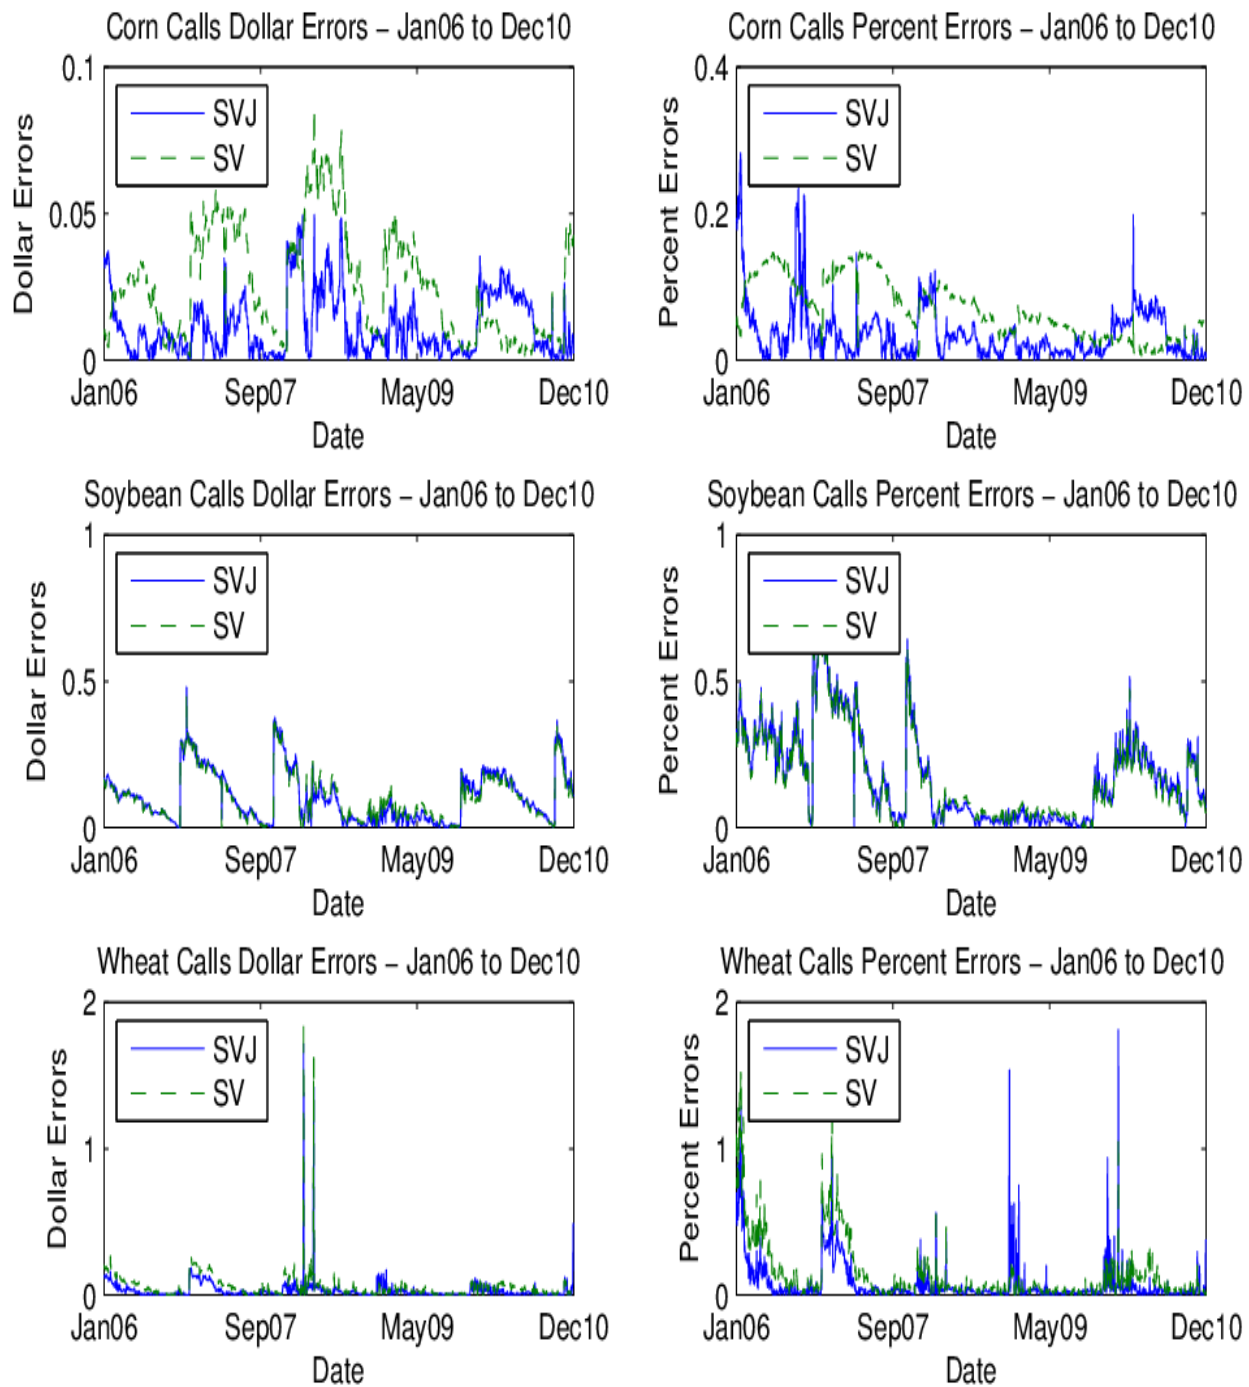 Corn Calls Dollar Errors – Jan06 to Dec10
0.1
0.05
0
Dollar Errors
SVJ
SV
Jan06 Sep07 May09 Dec10
Date
Corn Calls Percent Errors – Jan06 to Dec10
0.4
0.2
0
Percent Errors
SVJ
SV
Jan06 Sep07 May09 Dec10
Date
Soybean Calls Dollar Errors – Jan06 to Dec10
1
0.5
0
Dollar Errors
SVJ
SV
Jan06 Sep07 May09 Dec10
Date
Soybean Calls Percent Errors – Jan06 to Dec10
1
0.5
0
Percent Errors
SVJ
SV
Jan06 Sep07 May09 Dec10
Date
Wheat Calls Dollar Errors – Jan06 to Dec10
2
1
0
Dollar Errors
SVJ
SV
Jan06 Sep07 May09 Dec10
Date
Wheat Calls Percent Errors – Jan06 to Dec10
2
1
0
Percent Errors
SVJ
SV
Jan06 Sep07 May09 Dec10
Date